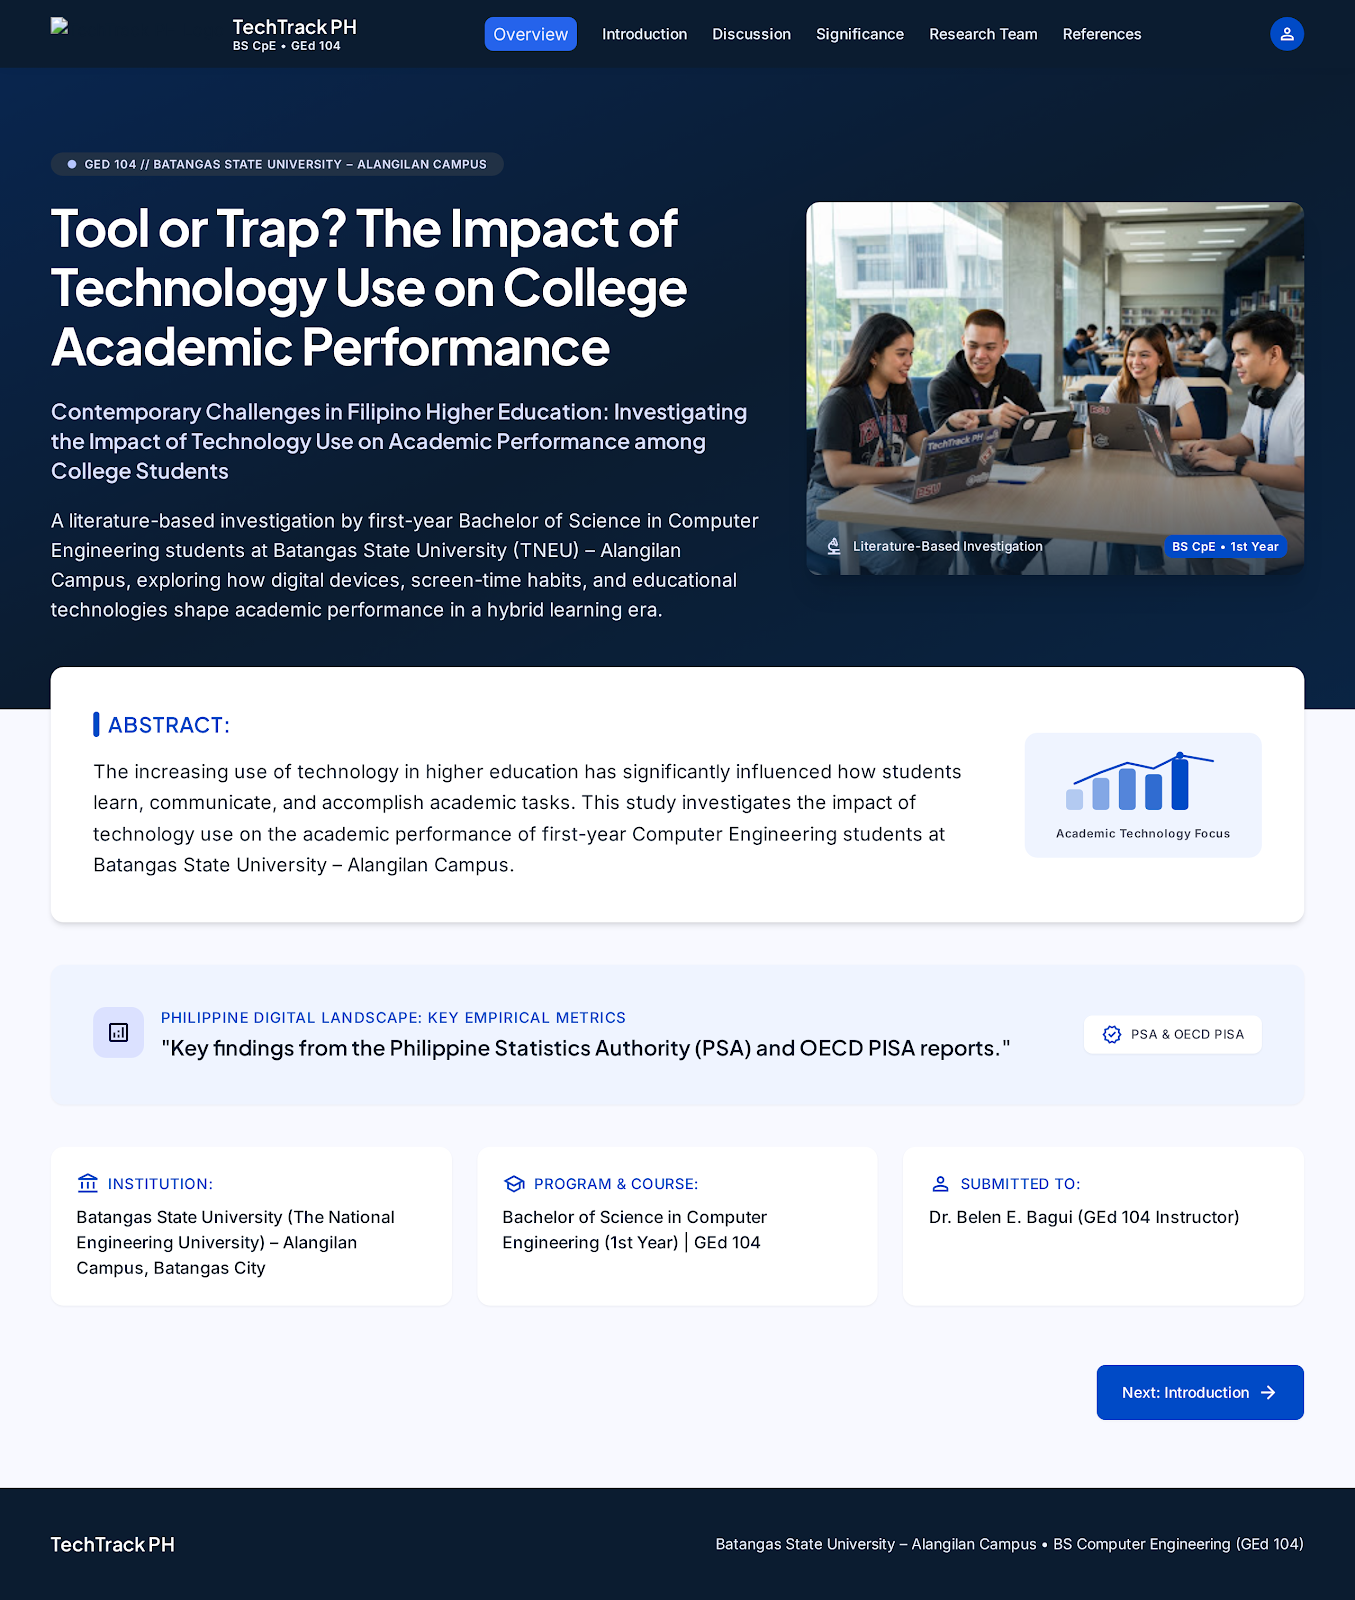 TechTrack PH
BS CpE • GEd 104
Overview
Introduction
Discussion
Significance
Research Team
References
GED 104 // BATANGAS STATE UNIVERSITY – ALANGILAN CAMPUS
Tool or Trap? The Impact of
Technology Use on College
Academic Performance
Contemporary Challenges in Filipino Higher Education: Investigating
the Impact of Technology Use on Academic Performance among
College Students
A literature-based investigation by first-year Bachelor of Science in Computer
Engineering students at Batangas State University (TNEU) – Alangilan
Campus, exploring how digital devices, screen-time habits, and educational
technologies shape academic performance in a hybrid learning era.
TechTrack PH
Literature-Based Investigation
BS CpE • 1st Year
ABSTRACT:
The increasing use of technology in higher education has significantly influenced how students
learn, communicate, and accomplish academic tasks. This study investigates the impact of
technology use on the academic performance of first-year Computer Engineering students at
Batangas State University – Alangilan Campus.
Academic Technology Focus
PHILIPPINE DIGITAL LANDSCAPE: KEY EMPIRICAL METRICS
"Key findings from the Philippine Statistics Authority (PSA) and OECD PISA reports."
PSA & OECD PISA
INSTITUTION:
Batangas State University (The National
Engineering University) – Alangilan
Campus, Batangas City
PROGRAM & COURSE:
Bachelor of Science in Computer
Engineering (1st Year) | GEd 104
SUBMITTED TO:
Dr. Belen E. Bagui (GEd 104 Instructor)
Next: Introduction
TechTrack PH
Batangas State University – Alangilan Campus • BS Computer Engineering (GEd 104)